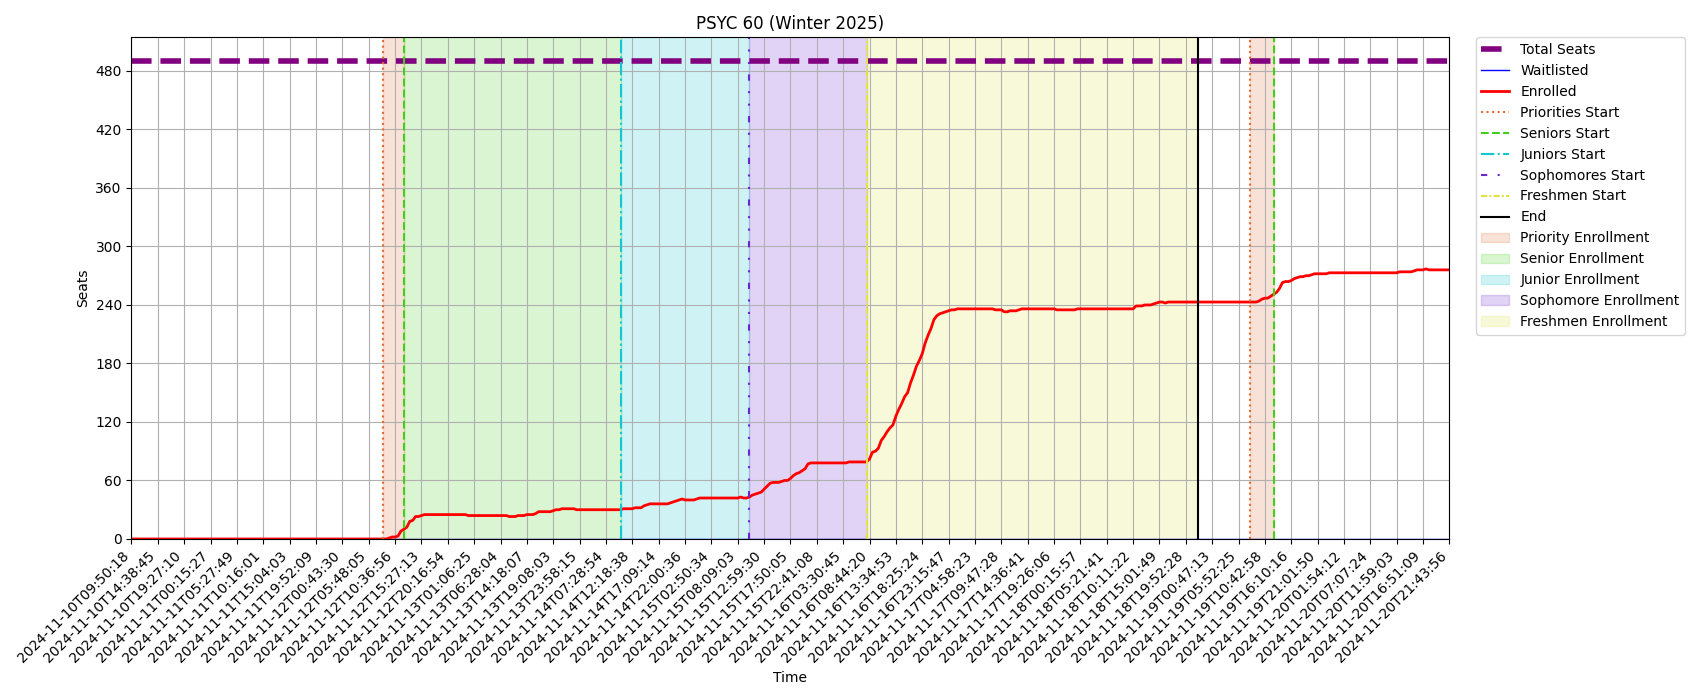 PSYC 60 (Winter 2025)
Seats
480
420
360
300
240
180
120
60
0
2024-11-10T09:50:18
2024-11-10T14:38:45
2024-11-10T19:27:10
2024-11-11T00:15:27
2024-11-11T05:27:49
2024-11-11T10:16:01
2024-11-11T15:04:03
2024-11-11T19:52:09
2024-11-12T00:43:30
2024-11-12T05:48:05
2024-11-12T10:36:56
2024-11-12T15:27:13
2024-11-12T20:16:54
2024-11-13T01:06:25
2024-11-13T06:28:04
2024-11-13T14:18:07
2024-11-13T19:08:03
2024-11-13T23:58:15
2024-11-14T07:28:54
2024-11-14T12:18:38
2024-11-14T17:09:14
2024-11-14T22:00:36
2024-11-15T02:50:34
2024-11-15T08:09:03
2024-11-15T12:59:30
2024-11-15T17:50:05
2024-11-15T22:41:08
2024-11-16T03:30:45
2024-11-16T08:44:20
2024-11-16T13:34:53
2024-11-16T18:25:24
2024-11-16T23:15:47
2024-11-17T04:58:23
2024-11-17T09:47:28
2024-11-17T14:36:41
2024-11-17T19:26:06
2024-11-18T00:15:57
2024-11-18T05:21:41
2024-11-18T10:11:22
2024-11-18T15:01:49
2024-11-18T19:52:28
2024-11-19T00:47:13
2024-11-19T05:52:25
2024-11-19T10:42:58
2024-11-19T16:10:16
2024-11-19T21:01:50
2024-11-20T01:54:12
2024-11-20T07:07:24
2024-11-20T11:59:03
2024-11-20T16:51:09
2024-11-20T21:43:56
Time
Total Seats
Waitlisted
Enrolled
Priorities Start
Seniors Start
Juniors Start
Sophomores Start
Freshmen Start
End
Priority Enrollment
Senior Enrollment
Junior Enrollment
Sophomore Enrollment
Freshmen Enrollment